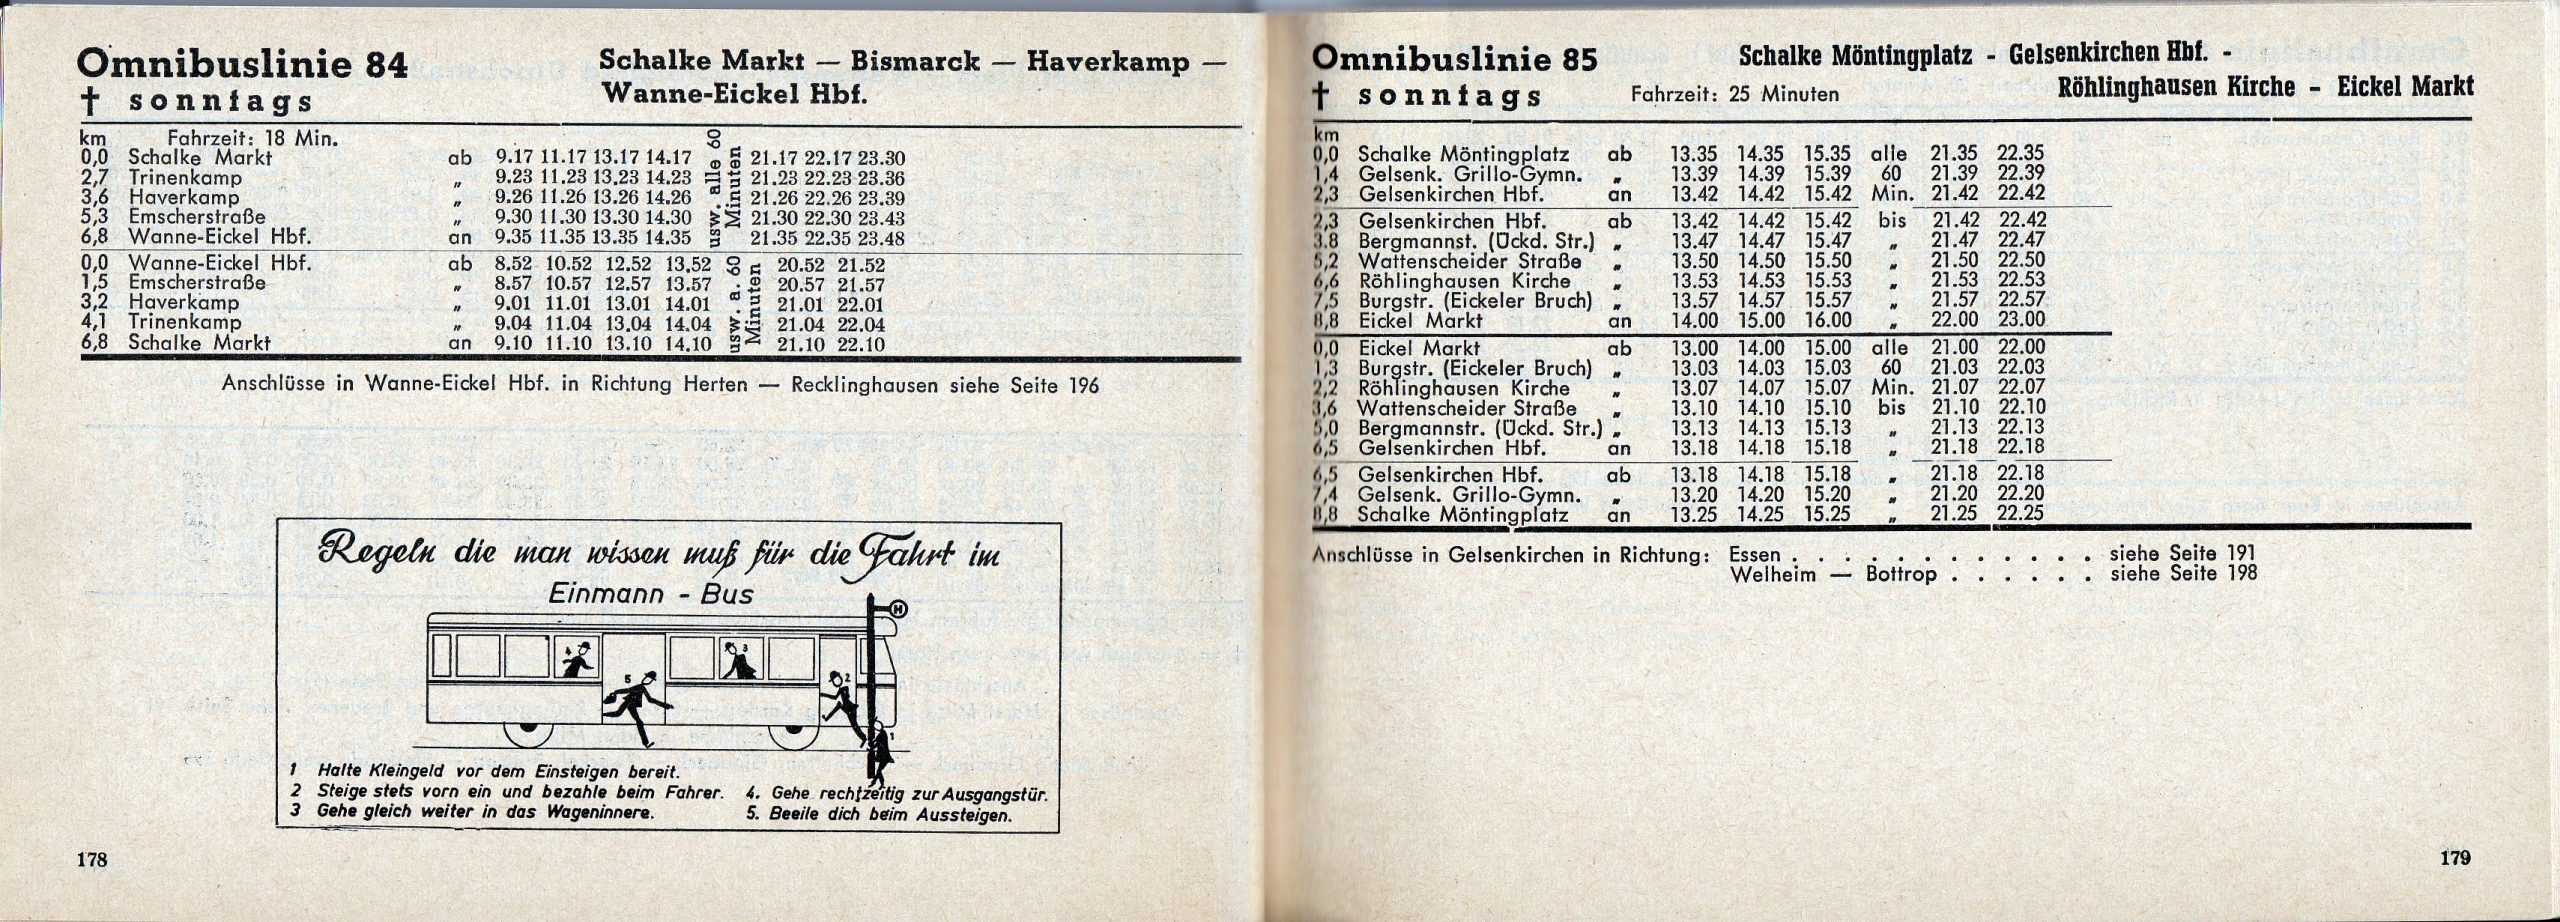 Omnibuslinie 84
† sonntags
Schalke Markt — Bismarck — Haverkamp —
Wanne-Eickel Hbf.
km Fahrzeit: 18 Min.
0,0 Schalke Markt ab 9.17 11.17 13.17 14.17 usw. alle 60 Minuten 21.17 22.17 23.30
2,7 Trinenkamp „ 9.23 11.23 13.23 14.23 21.23 22.23 23.36
3,6 Haverkamp „ 9.26 11.26 13.26 14.26 21.26 22.26 23.39
5,3 Emscherstraße „ 9.30 11.30 13.30 14.30 21.30 22.30 23.43
6,8 Wanne-Eickel Hbf. an 9.35 11.35 13.35 14.35 21.35 22.35 23.48
0,0 Wanne-Eickel Hbf. ab 8.52 10.52 12.52 13.52 usw. a. 60 Minuten 20.52 21.52
1,5 Emscherstraße „ 8.57 10.57 12.57 13.57 20.57 21.57
3,2 Haverkamp „ 9.01 11.01 13.01 14.01 21.01 22.01
4,1 Trinenkamp „ 9.04 11.04 13.04 14.04 21.04 22.04
6,8 Schalke Markt an 9.10 11.10 13.10 14.10 21.10 22.10
Anschlüsse in Wanne-Eickel Hbf. in Richtung Herten — Recklinghausen siehe Seite 196
Regeln die man wissen muß für die Fahrt im
Einmann - Bus
H
4
3
5
2
1
1 Halte Kleingeld vor dem Einsteigen bereit.
2 Steige stets vorn ein und bezahle beim Fahrer.
3 Gehe gleich weiter in das Wageninnere.
4. Gehe rechtzeitig zur Ausgangstür.
5. Beeile dich beim Aussteigen.
178
Omnibuslinie 85
† sonntags
Schalke Möntingplatz - Gelsenkirchen Hbf. -
Röhlinghausen Kirche - Eickel Markt
Fahrzeit: 25 Minuten
km
0,0 Schalke Möntingplatz ab 13.35 14.35 15.35 alle 21.35 22.35
1,4 Gelsenk. Grillo-Gymn. „ 13.39 14.39 15.39 60 21.39 22.39
2,3 Gelsenkirchen Hbf. an 13.42 14.42 15.42 Min. 21.42 22.42
2,3 Gelsenkirchen Hbf. ab 13.42 14.42 15.42 bis 21.42 22.42
3.8 Bergmannst. (Ückd. Str.) „ 13.47 14.47 15.47 „ 21.47 22.47
5,2 Wattenscheider Straße „ 13.50 14.50 15.50 „ 21.50 22.50
6,6 Röhlinghausen Kirche „ 13.53 14.53 15.53 „ 21.53 22.53
7,5 Burgstr. (Eickeler Bruch) „ 13.57 14.57 15.57 „ 21.57 22.57
8,8 Eickel Markt an 14.00 15.00 16.00 „ 22.00 23.00
0,0 Eickel Markt ab 13.00 14.00 15.00 alle 21.00 22.00
1,3 Burgstr. (Eickeler Bruch) „ 13.03 14.03 15.03 60 21.03 22.03
2,2 Röhlinghausen Kirche „ 13.07 14.07 15.07 Min. 21.07 22.07
3,6 Wattenscheider Straße „ 13.10 14.10 15.10 bis 21.10 22.10
5,0 Bergmannstr. (Ückd. Str.) „ 13.13 14.13 15.13 „ 21.13 22.13
6,5 Gelsenkirchen Hbf. an 13.18 14.18 15.18 „ 21.18 22.18
6,5 Gelsenkirchen Hbf. ab 13.18 14.18 15.18 „ 21.18 22.18
7,4 Gelsenk. Grillo-Gymn. „ 13.20 14.20 15.20 „ 21.20 22.20
8,8 Schalke Möntingplatz an 13.25 14.25 15.25 „ 21.25 22.25
Anschlüsse in Gelsenkirchen in Richtung: Essen . . . . . . . . . . . . siehe Seite 191
Welheim — Bottrop . . . . . . siehe Seite 198
179